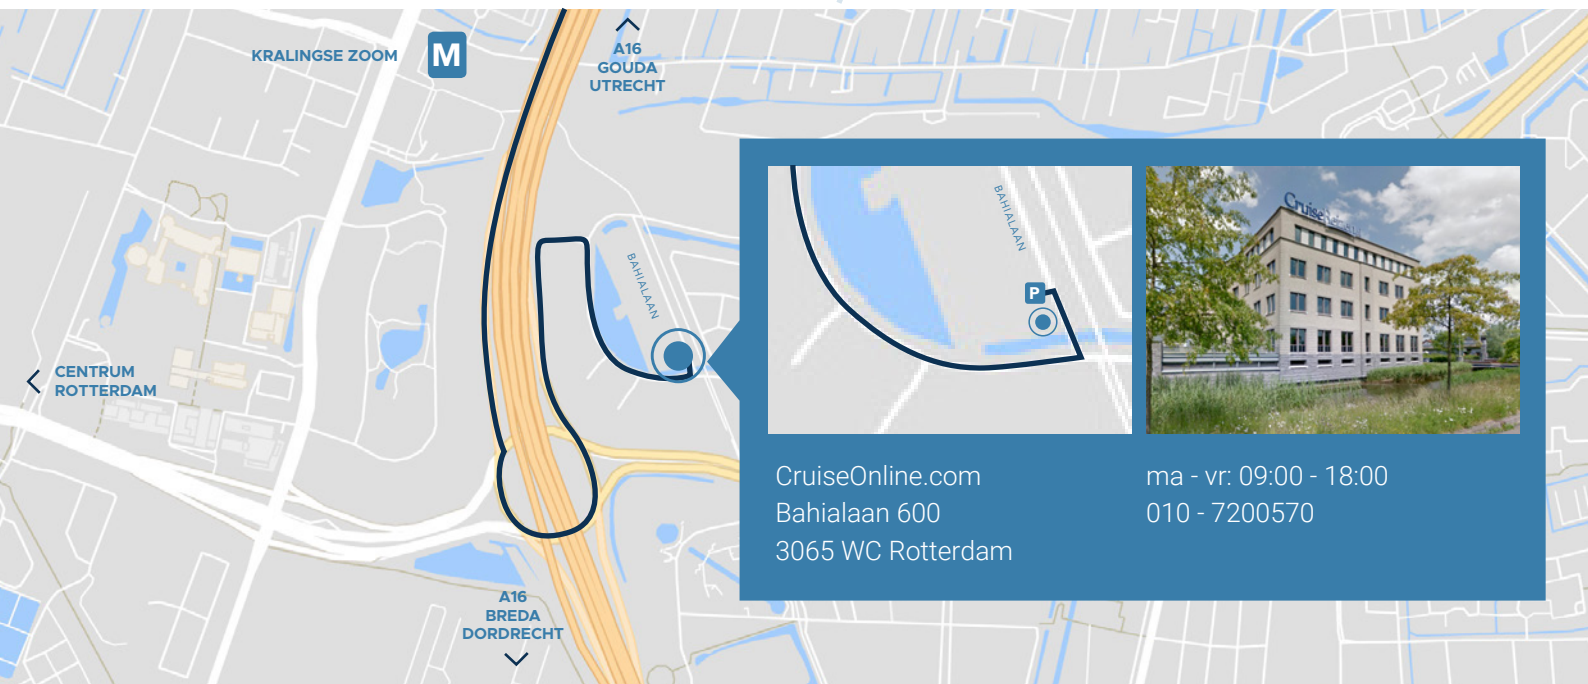 KRALINGSE ZOOM
M
A16
GOUDA
UTRECHT
BAHIALAAN
CENTRUM
ROTTERDAM
A16
BREDA
DORDRECHT
BAHIALAAN
P
Cruise
CruiseOnline.com
Bahialaan 600
3065 WC Rotterdam
ma - vr: 09:00 - 18:00
010 - 7200570